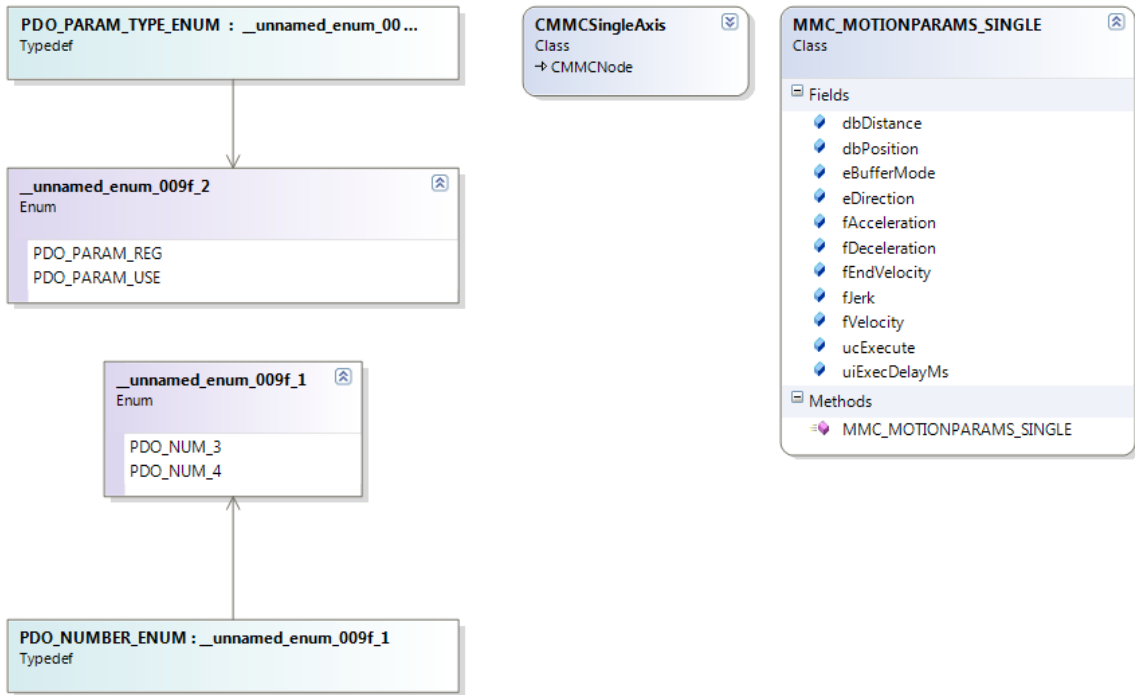 PDO_PARAM_TYPE_ENUM : __unnamed_enum_00 ...
Typedef
__unnamed_enum_009f_2
Enum
PDO_PARAM_REG
PDO_PARAM_USE
__unnamed_enum_009f_1
Enum
PDO_NUM_3
PDO_NUM_4
PDO_NUMBER_ENUM : __unnamed_enum_009f_1
Typedef
CMMCSingleAxis
Class
CMMCNode
MMC_MOTIONPARAMS_SINGLE
Class
Fields
dbDistance
dbPosition
eBufferMode
eDirection
fAcceleration
fDeceleration
fEndVelocity
fJerk
fVelocity
ucExecute
uiExecDelayMs
Methods
MMC_MOTIONPARAMS_SINGLE